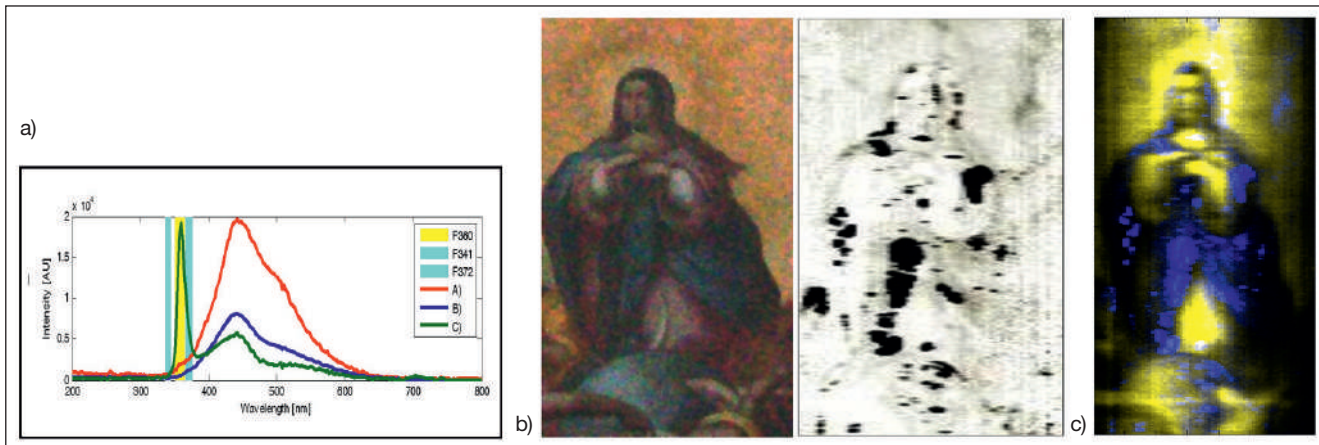 a)
× 10⁴
2
1.5
1
0.5
0
Intensity [AU]
200 300 400 500 600 700 800
Wavelength [nm]
F360
F341
F372
A)
B)
C)
b)
c)